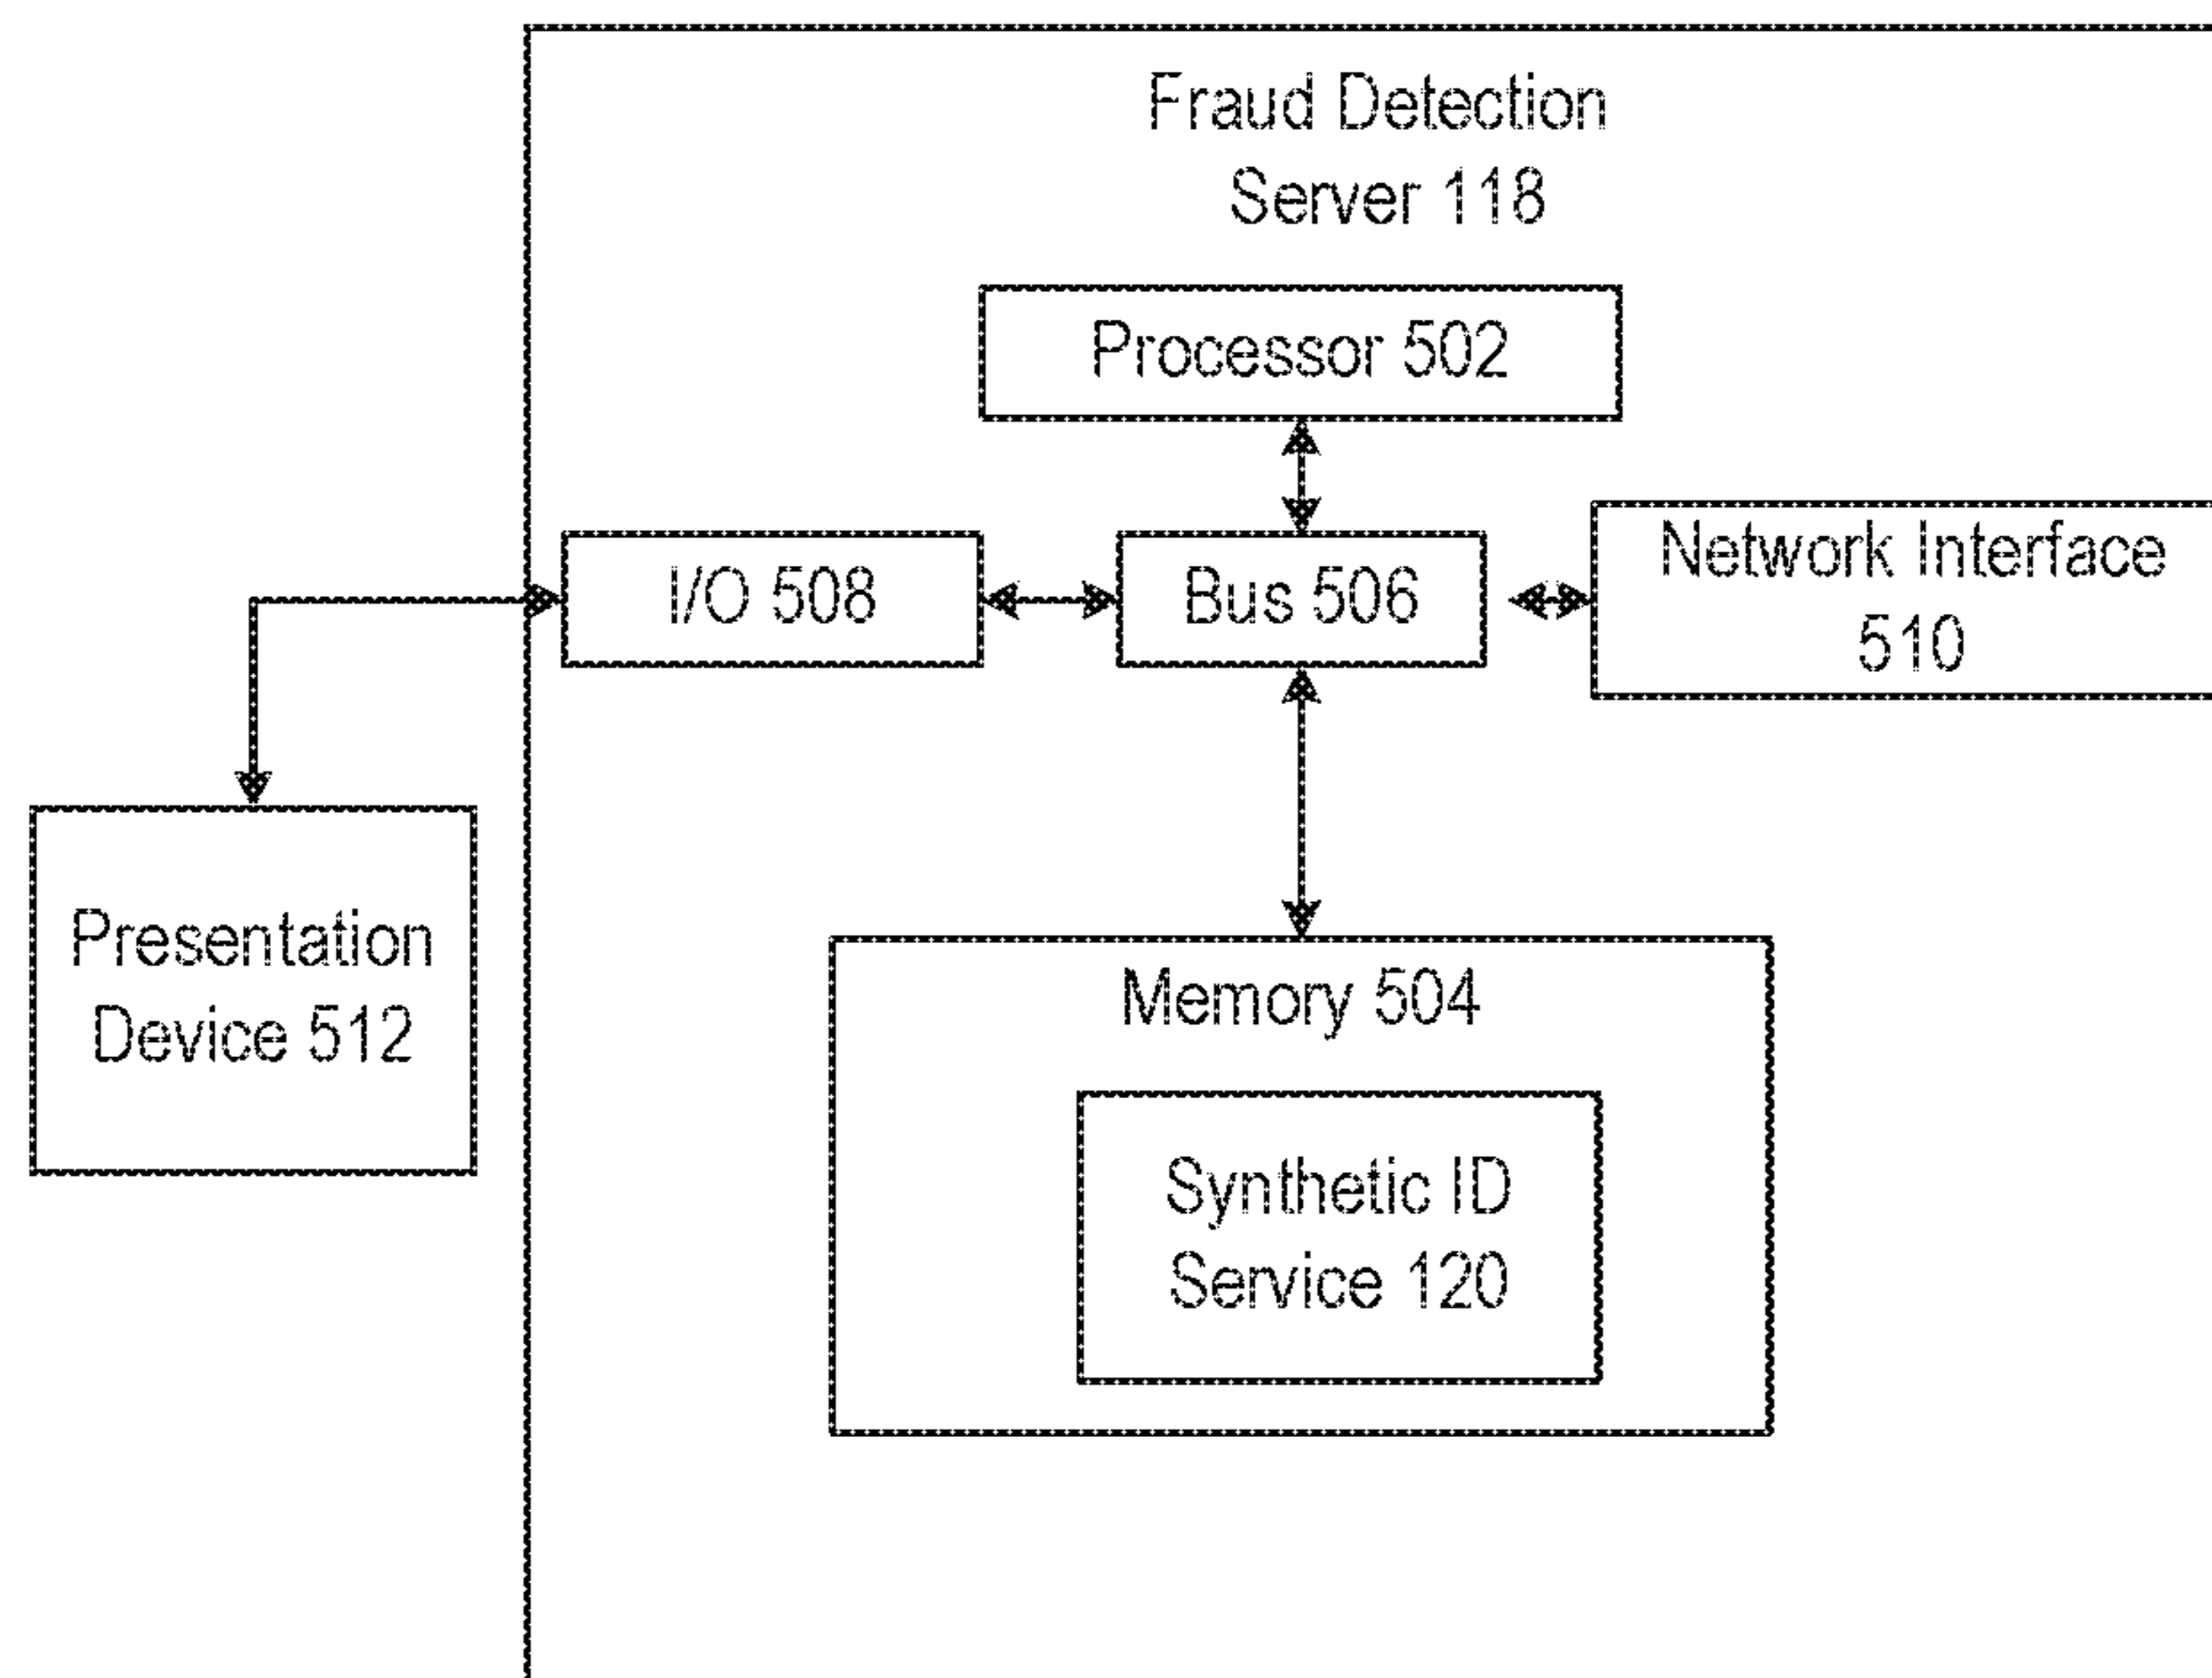 Fraud Detection
Server 118
Processor 502
I/O 508
Bus 506
Network Interface
510
Presentation
Device 512
Memory 504
Synthetic ID
Service 120